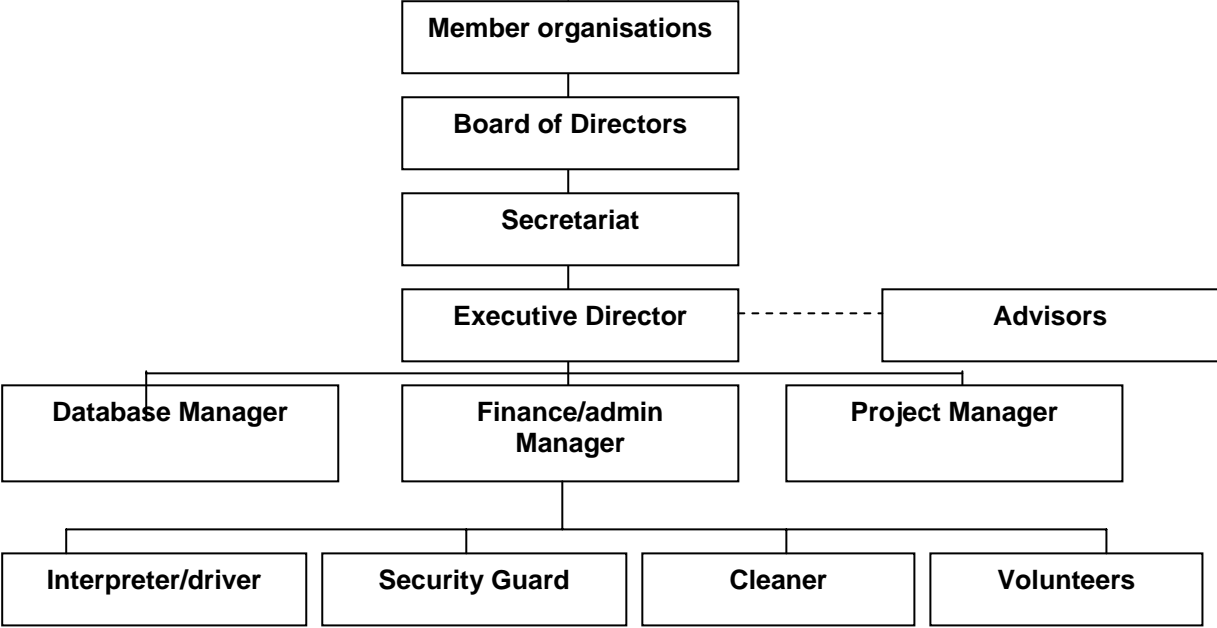 Member organisations
Board of Directors
Secretariat
Executive Director
Advisors
Database Manager
Finance/admin
Manager
Project Manager
Interpreter/driver
Security Guard
Cleaner
Volunteers